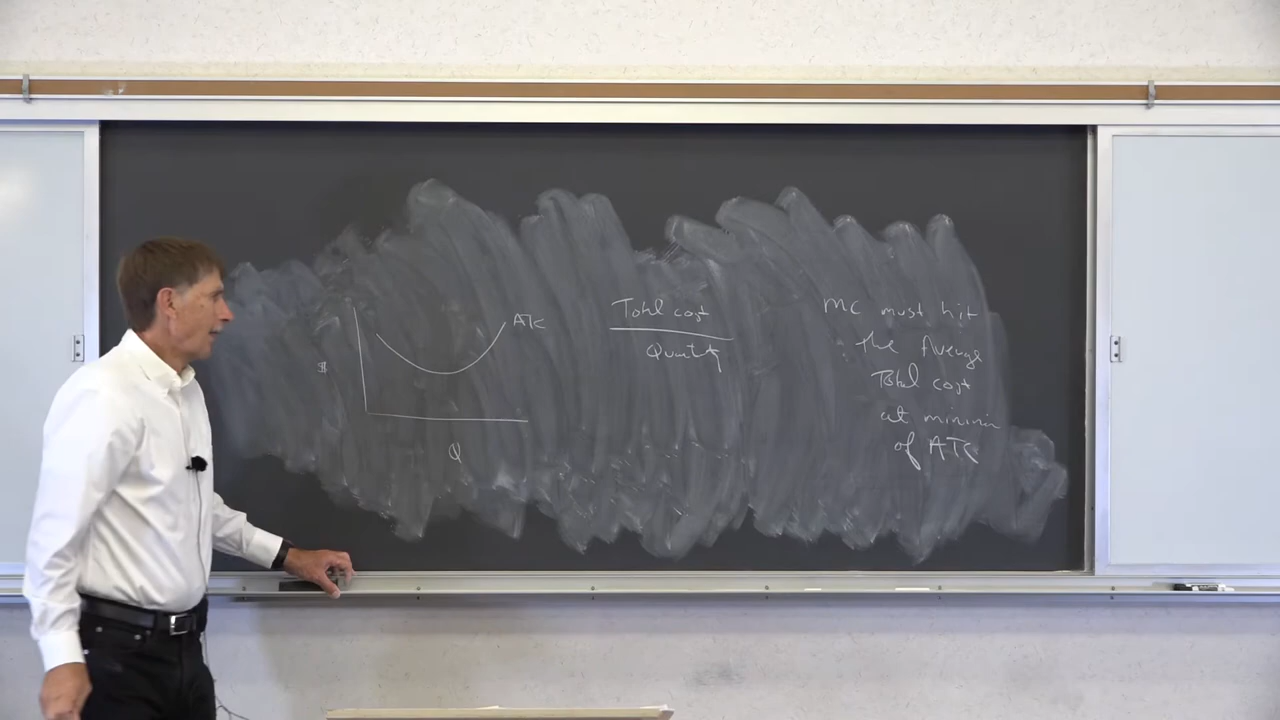 $
ATC
Q
Total cost
Quantity
MC must hit
the Average
Total cost
at minimum
of ATC